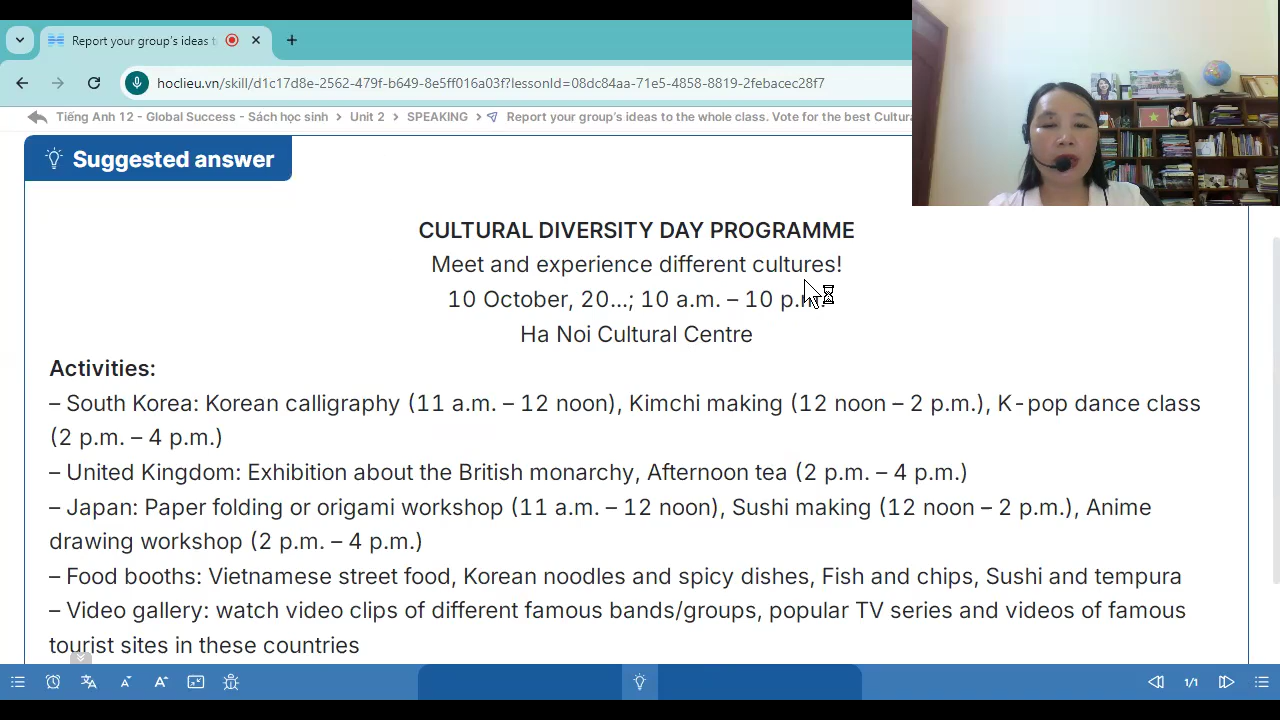 Report your group's ideas t
hoclieu.vn/skill/d1c17d8e-2562-479f-b649-8e5ff016a03f?lessonId=08dc84aa-71e5-4858-8819-2febacec28f7
Tiếng Anh 12 - Global Success - Sách học sinh > Unit 2 > SPEAKING > Report your group's ideas to the whole class. Vote for the best Cultura
Suggested answer
CULTURAL DIVERSITY DAY PROGRAMME
Meet and experience different cultures!
10 October, 20...; 10 a.m. – 10 p.m.
Ha Noi Cultural Centre
Activities:
– South Korea: Korean calligraphy (11 a.m. – 12 noon), Kimchi making (12 noon – 2 p.m.), K-pop dance class
(2 p.m. – 4 p.m.)
– United Kingdom: Exhibition about the British monarchy, Afternoon tea (2 p.m. – 4 p.m.)
– Japan: Paper folding or origami workshop (11 a.m. – 12 noon), Sushi making (12 noon – 2 p.m.), Anime
drawing workshop (2 p.m. – 4 p.m.)
– Food booths: Vietnamese street food, Korean noodles and spicy dishes, Fish and chips, Sushi and tempura
– Video gallery: watch video clips of different famous bands/groups, popular TV series and videos of famous
tourist sites in these countries
1/1